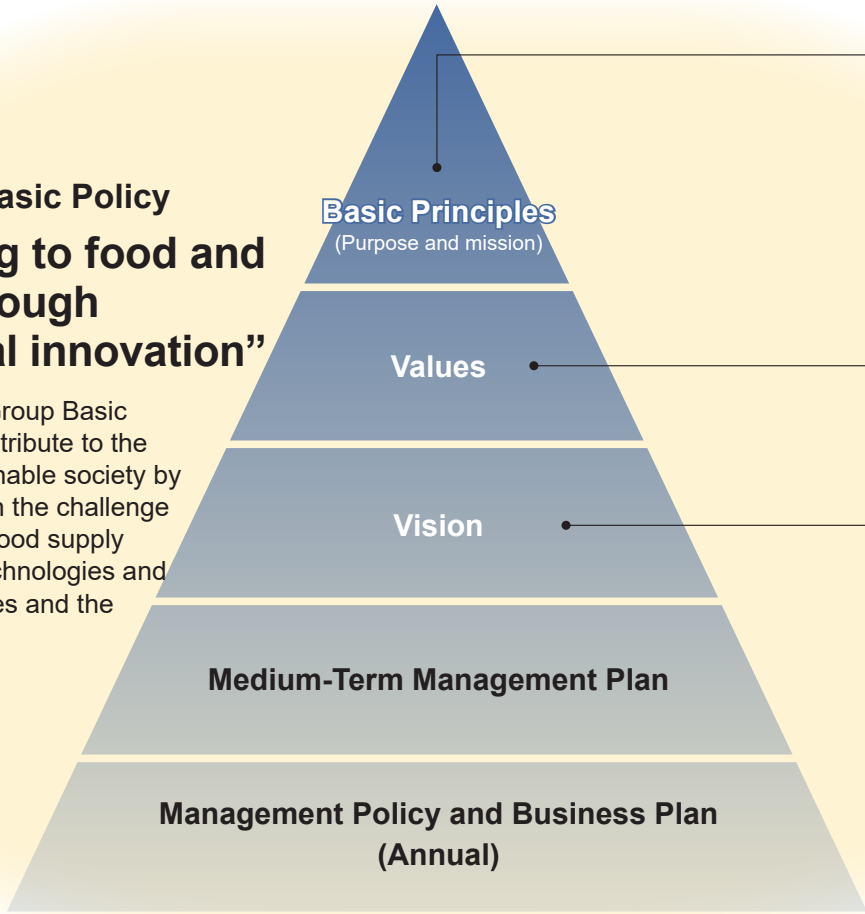 asic Policy
g to food and
ough
al innovation”
Group Basic
tribute to the
nable society by
n the challenge
ood supply
chnologies and
es and the
Basic Principles
(Purpose and mission)
Values
Vision
Medium-Term Management Plan
Management Policy and Business Plan
(Annual)